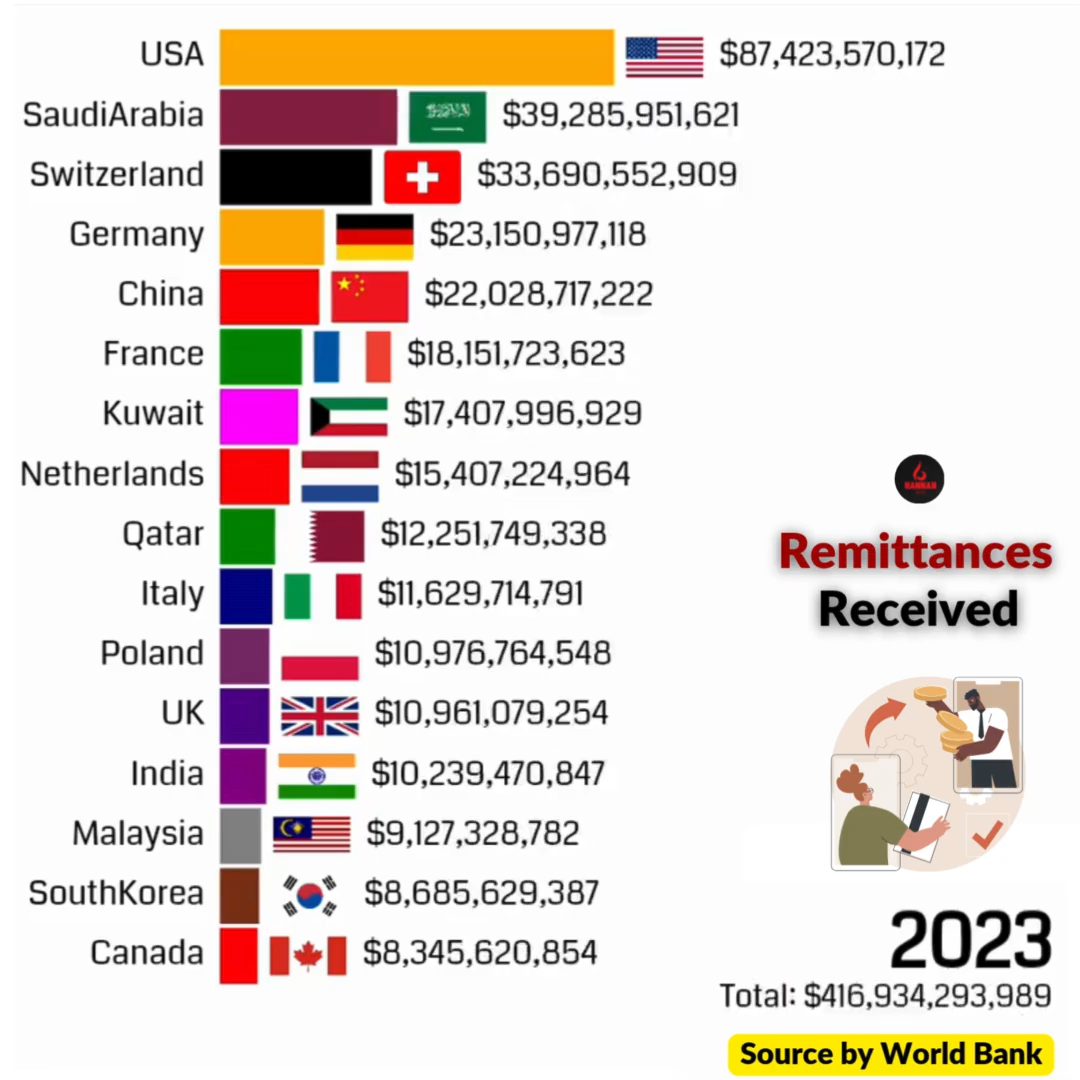 USA $87,423,570,172
SaudiArabia $39,285,951,621
Switzerland $33,690,552,909
Germany $23,150,977,118
China $22,028,717,222
France $18,151,723,623
Kuwait $17,407,996,929
Netherlands $15,407,224,964
Qatar $12,251,749,338
Italy $11,629,714,791
Poland $10,976,764,548
UK $10,961,079,254
India $10,239,470,847
Malaysia $9,127,328,782
SouthKorea $8,685,629,387
Canada $8,345,620,854
HANNAH
Remittances
Received
2023
Total: $416,934,293,989
Source by World Bank